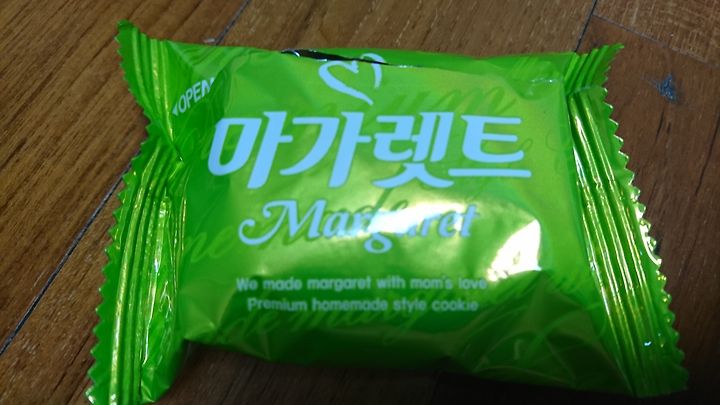 OPEN
마가렛트
Margaret
We made margaret with mom's love
Premium homemade style cookie